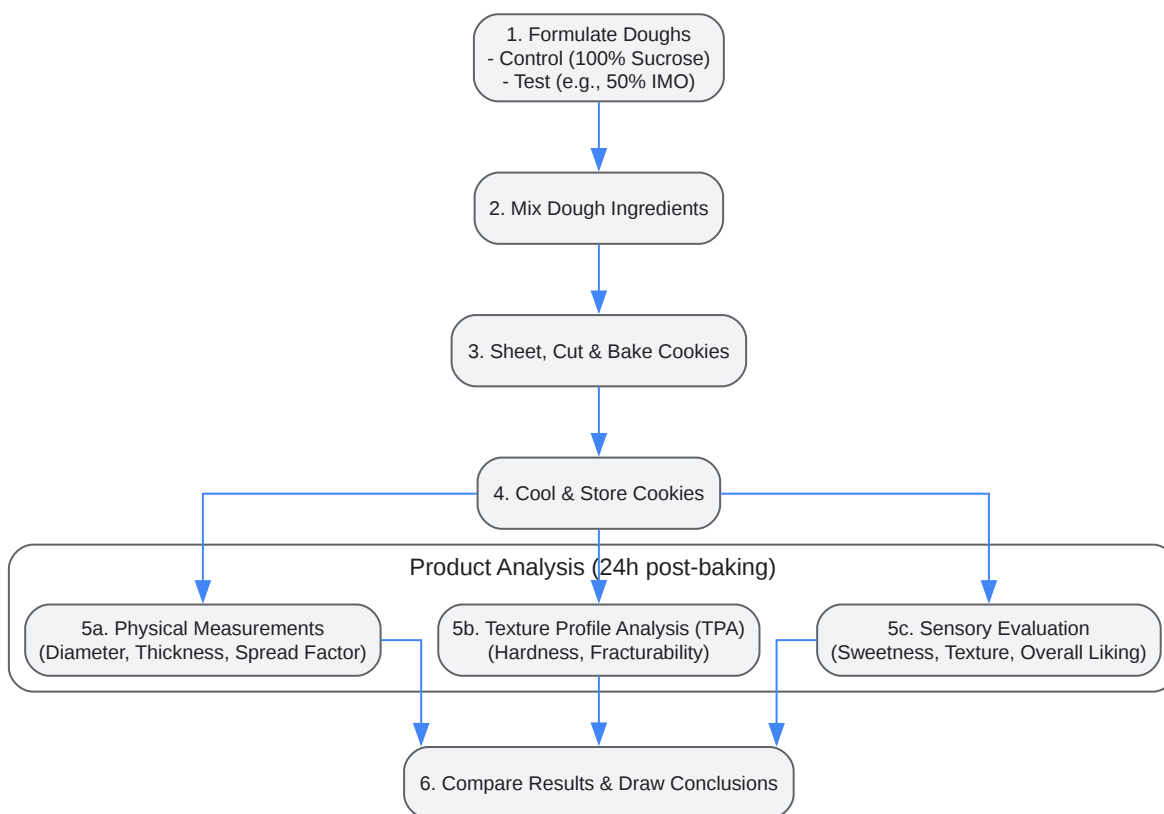 1. Formulate Doughs
- Control (100% Sucrose)
- Test (e.g., 50% IMO)
2. Mix Dough Ingredients
3. Sheet, Cut & Bake Cookies
4. Cool & Store Cookies
Product Analysis (24h post-baking)
5a. Physical Measurements
(Diameter, Thickness, Spread Factor)
5b. Texture Profile Analysis (TPA)
(Hardness, Fracturability)
5c. Sensory Evaluation
(Sweetness, Texture, Overall Liking)
6. Compare Results & Draw Conclusions